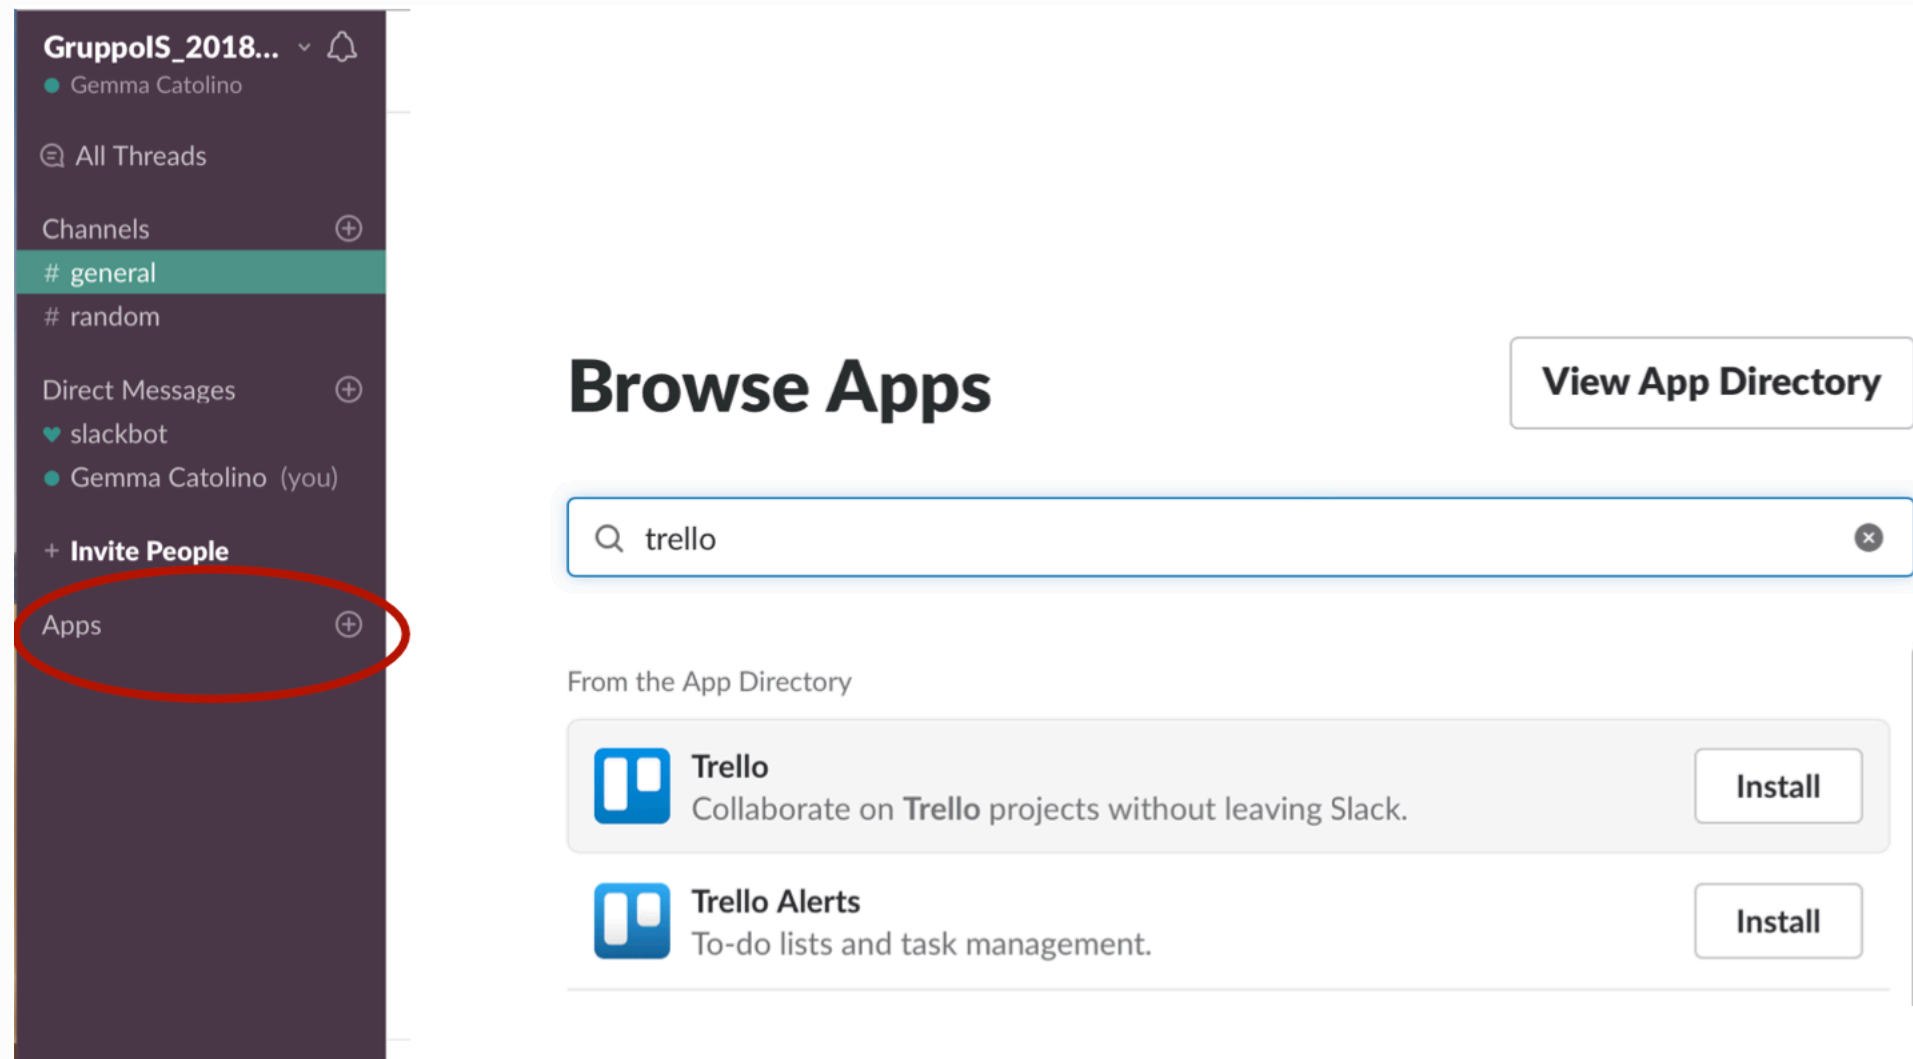 GruppoIS_2018...
Gemma Catolino
All Threads
Channels
# general
# random
Direct Messages
slackbot
Gemma Catolino (you)
+ Invite People
Apps
Browse Apps
View App Directory
trello
From the App Directory
Trello
Collaborate on Trello projects without leaving Slack.
Install
Trello Alerts
To-do lists and task management.
Install